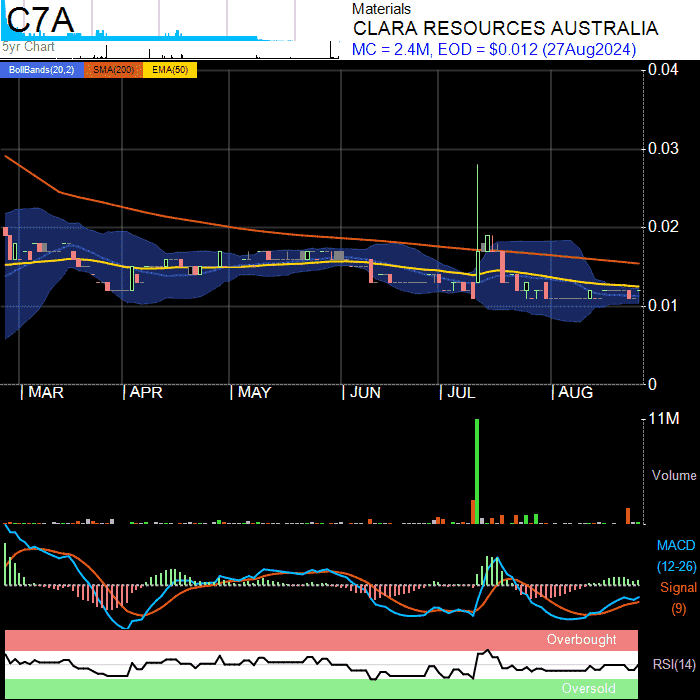 C7A
5yr Chart
Materials
CLARA RESOURCES AUSTRALIA
MC = 2.4M, EOD = $0.012 (27Aug2024)
BollBands(20,2) SMA(200) EMA(50)
0.04
0.03
0.02
0.01
0
MAR APR MAY JUN JUL AUG
11M
Volume
MACD
(12-26)
Signal
(9)
Overbought
RSI(14)
Oversold